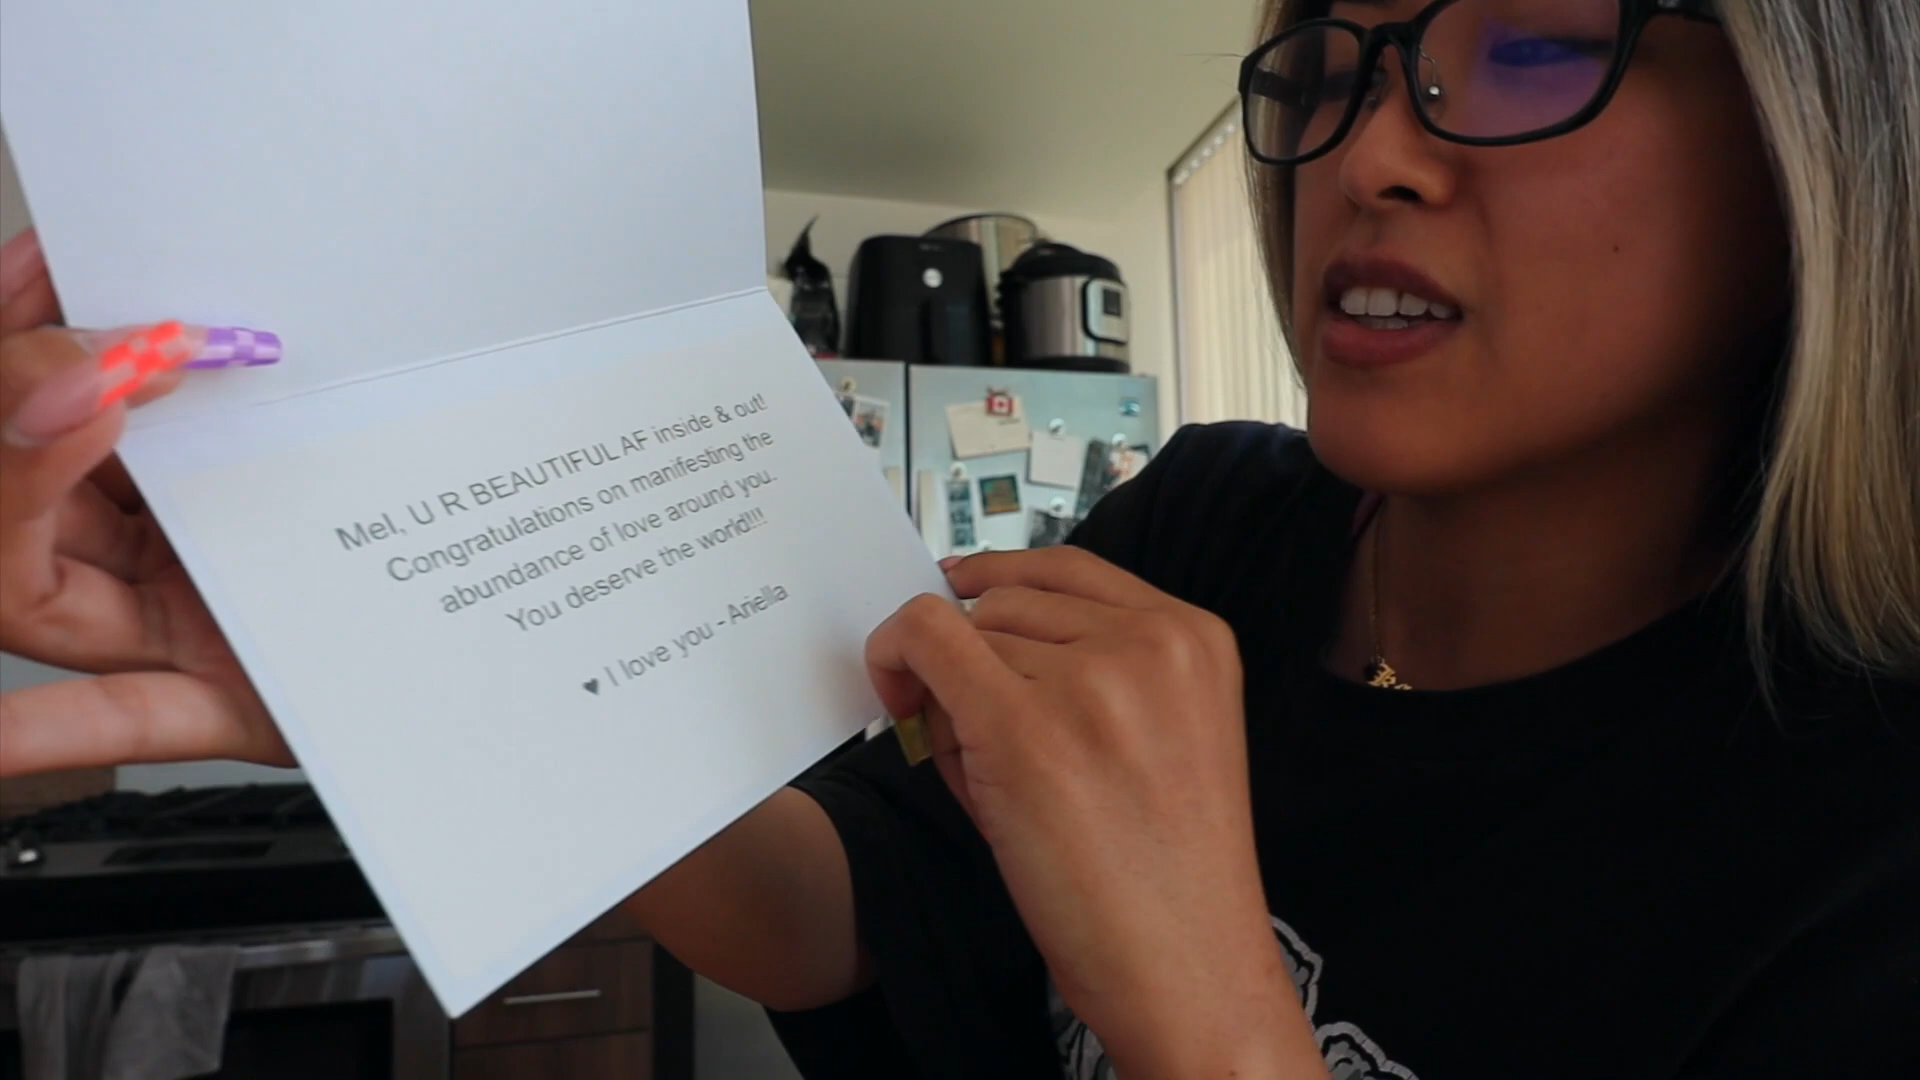 Mel, U R BEAUTIFUL AF inside & out!
Congratulations on manifesting the
abundance of love around you.
You deserve the world!!!!
♥ I love you - Ariella